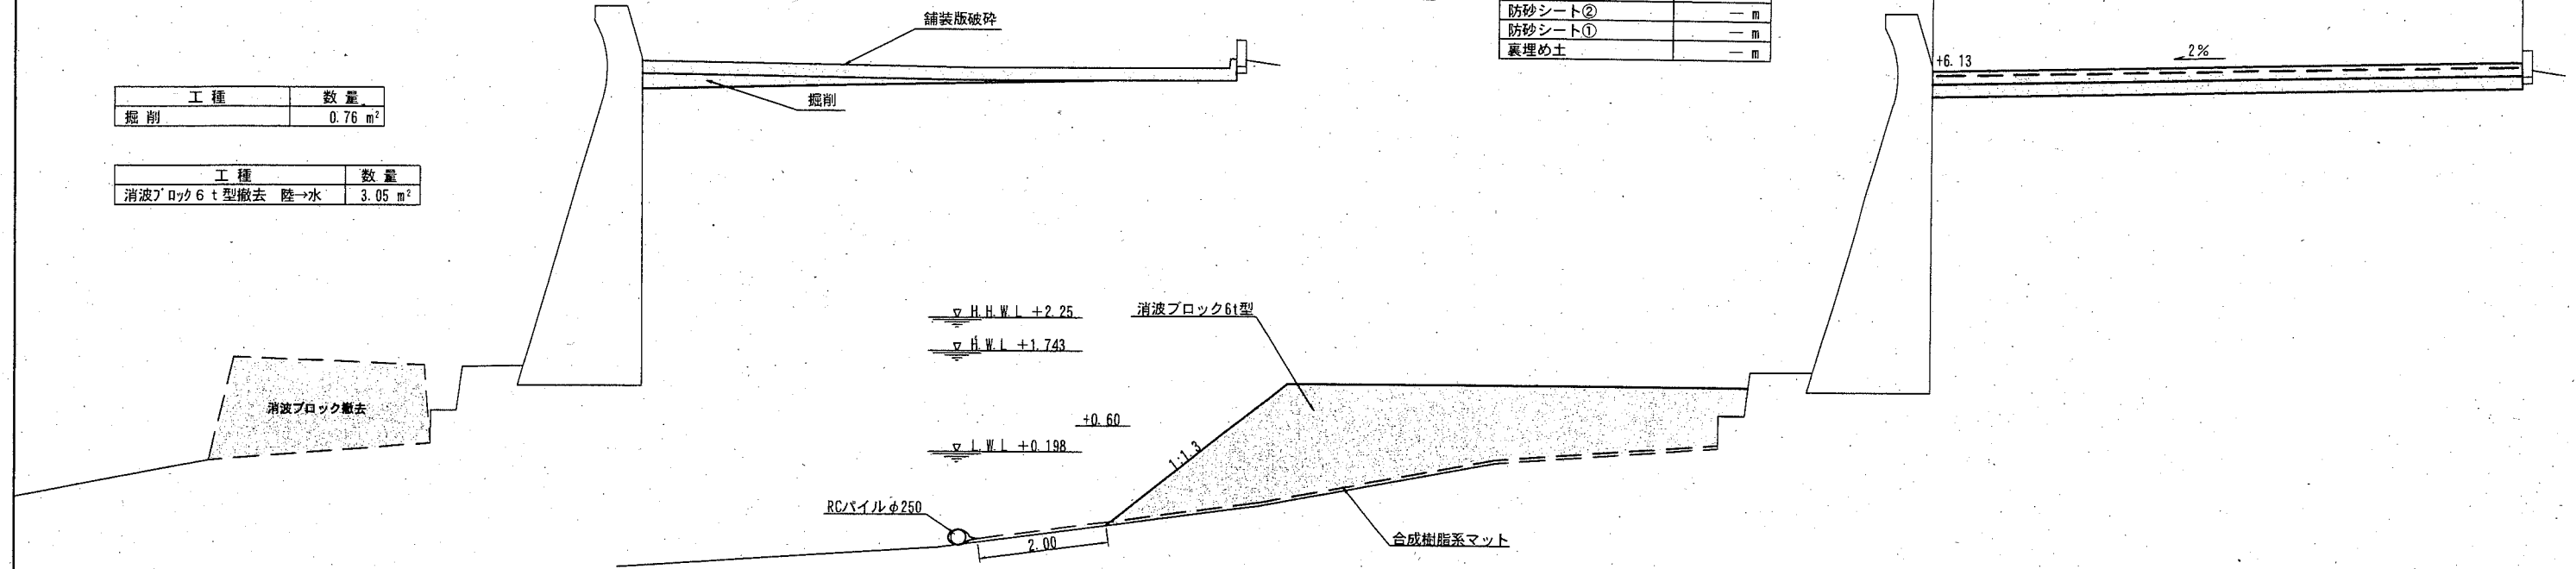 舗装版破砕
掘削
工 種 数 量
掘 削 0.76 m²
工 種 数 量
消波ブロック6t型撤去 陸→水 3.05 m²
消波ブロック撤去
防砂シート② — m
防砂シート① — m
裏埋め土 — m
+6.13
2%
H.H.W.L +2.25
H.W.L +1.743
+0.60
L.W.L +0.198
消波ブロック6t型
1:1.3
RCパイルφ250
2.00
合成樹脂系マット